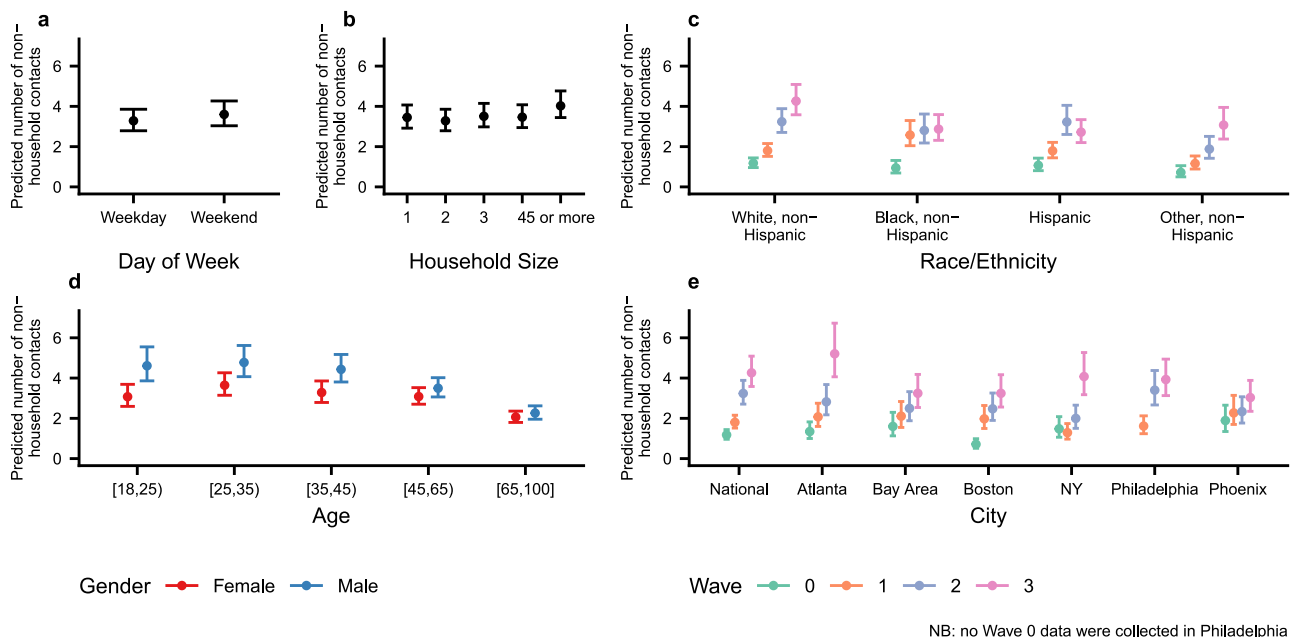 a
Predicted number of non−
household contacts
6
4
2
0
Weekday Weekend
Day of Week
b
Predicted number of non−
household contacts
6
4
2
0
1 2 3 45 or more
Household Size
c
Predicted number of non−
household contacts
6
4
2
0
White, non−
Hispanic
Black, non−
Hispanic
Hispanic
Other, non−
Hispanic
Race/Ethnicity
d
Predicted number of non−
household contacts
6
4
2
0
[18,25) [25,35) [35,45) [45,65) [65,100]
Age
e
Predicted number of non−
household contacts
6
4
2
0
National Atlanta Bay Area Boston NY Philadelphia Phoenix
City
Gender Female Male
Wave 0 1 2 3
NB: no Wave 0 data were collected in Philadelphia